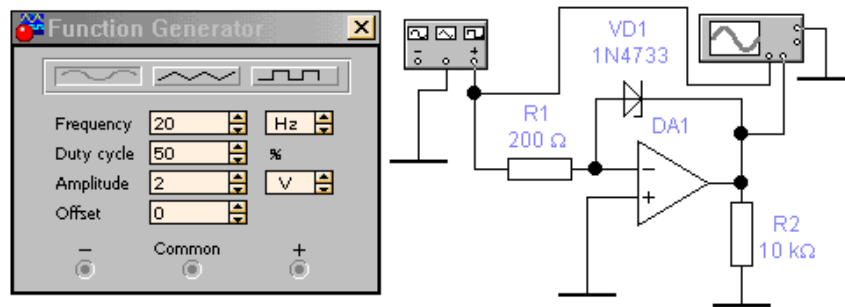 Function Generator
Frequency 20 Hz
Duty cycle 50 %
Amplitude 2 V
Offset 0
− Common +
− +
VD1
1N4733
R1
200 Ω
DA1
−
+
R2
10 kΩ